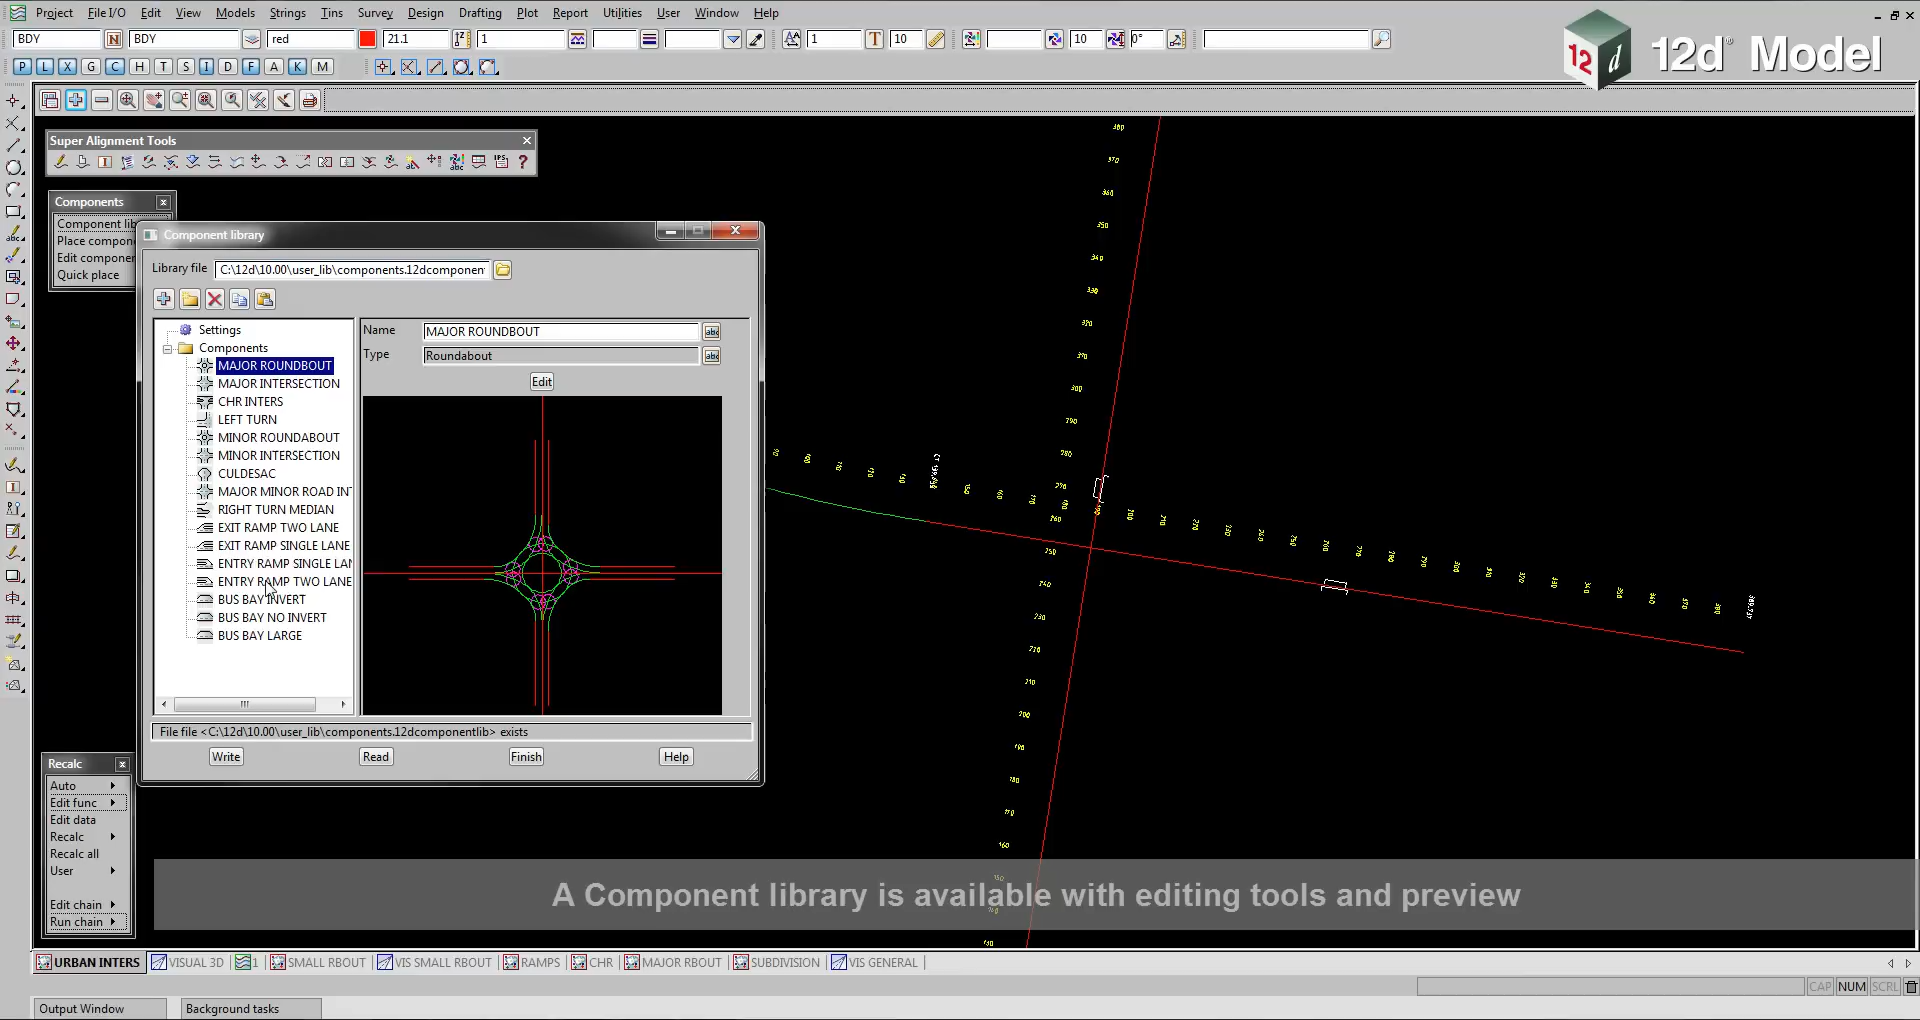 Project File I/O Edit View Models Strings Tins Survey Design Drafting Plot Report Utilities User Window Help
BDY N BDY red 21.1 1 1 T 10 10 0°
12d Model
12 d
P L X G C H T S I D F A K M
Super Alignment Tools
Components
Component lib
Place compon
Edit componer
Quick place
Component library
Library file C:\12d\10.00\user_lib\components.12dcomponen
Settings
Components
MAJOR ROUNDBOUT
MAJOR INTERSECTION
CHR INTERS
LEFT TURN
MINOR ROUNDABOUT
MINOR INTERSECTION
CULDESAC
MAJOR MINOR ROAD INT
RIGHT TURN MEDIAN
EXIT RAMP TWO LANE
EXIT RAMP SINGLE LANE
ENTRY RAMP SINGLE LAN
ENTRY RAMP TWO LANE
BUS BAY INVERT
BUS BAY NO INVERT
BUS BAY LARGE
Name MAJOR ROUNDBOUT abc
Type Roundabout abc
Edit
File file <C:\12d\10.00\user_lib\components.12dcomponentlib> exists
Write Read Finish Help
Recalc
Auto
Edit func
Edit data
Recalc
Recalc all
User
Edit chain
Run chain
A Component library is available with editing tools and preview
URBAN INTERS VISUAL 3D 1 SMALL RBOUT VIS SMALL RBOUT RAMPS CHR MAJOR RBOUT SUBDIVISION VIS GENERAL
CAP NUM SCRL
Output Window Background tasks